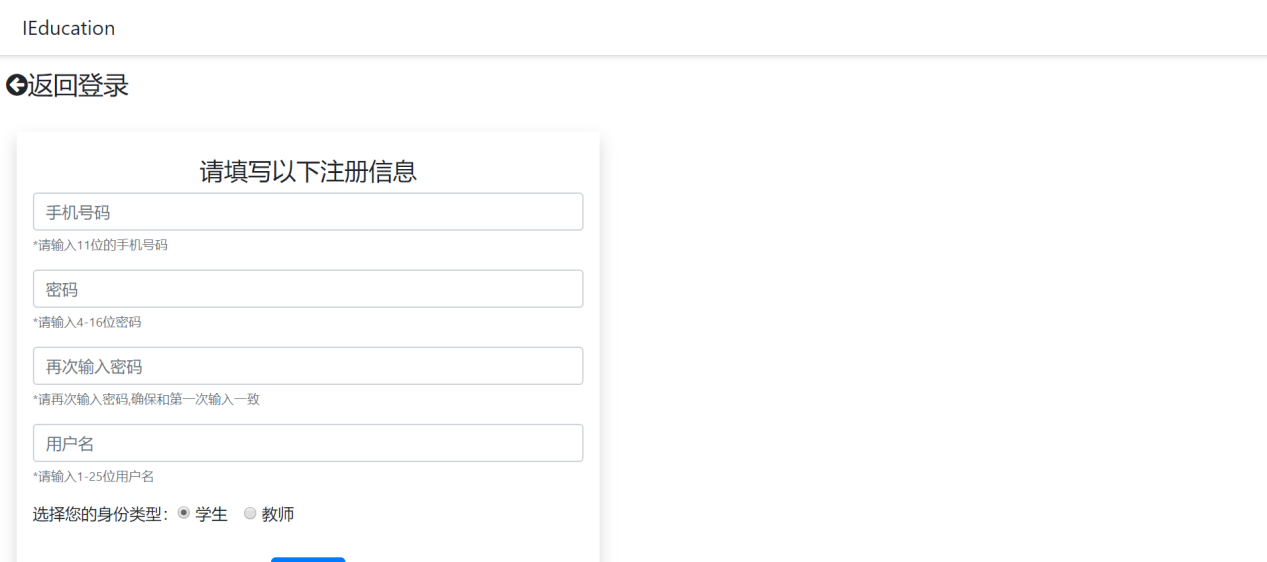 IEducation
返回登录
请填写以下注册信息
手机号码
*请输入11位的手机号码
密码
*请输入4-16位密码
再次输入密码
*请再次输入密码,确保和第一次输入一致
用户名
*请输入1-25位用户名
选择您的身份类型: 学生 教师